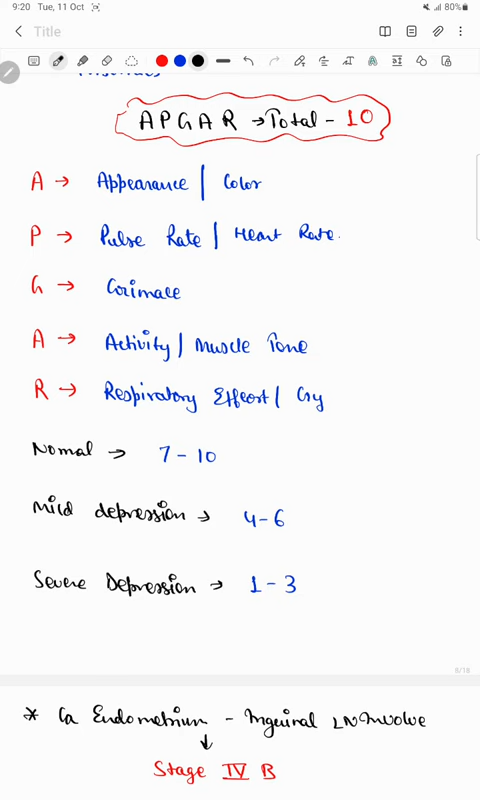 9:20 Tue, 11 Oct
80%
Title
APGAR → Total - 10
A → Appearance | Color
P → Pulse Rate | Heart Rate.
G → Grimace
A → Activity | Muscle Tone
R → Respiratory Effort | Cry
Nomal → 7 - 10
Mild depression → 4 - 6
Severe Depression → 1 - 3
8/18
* Ca Endometrium - Inguinal LN Involve
↓
Stage IV B